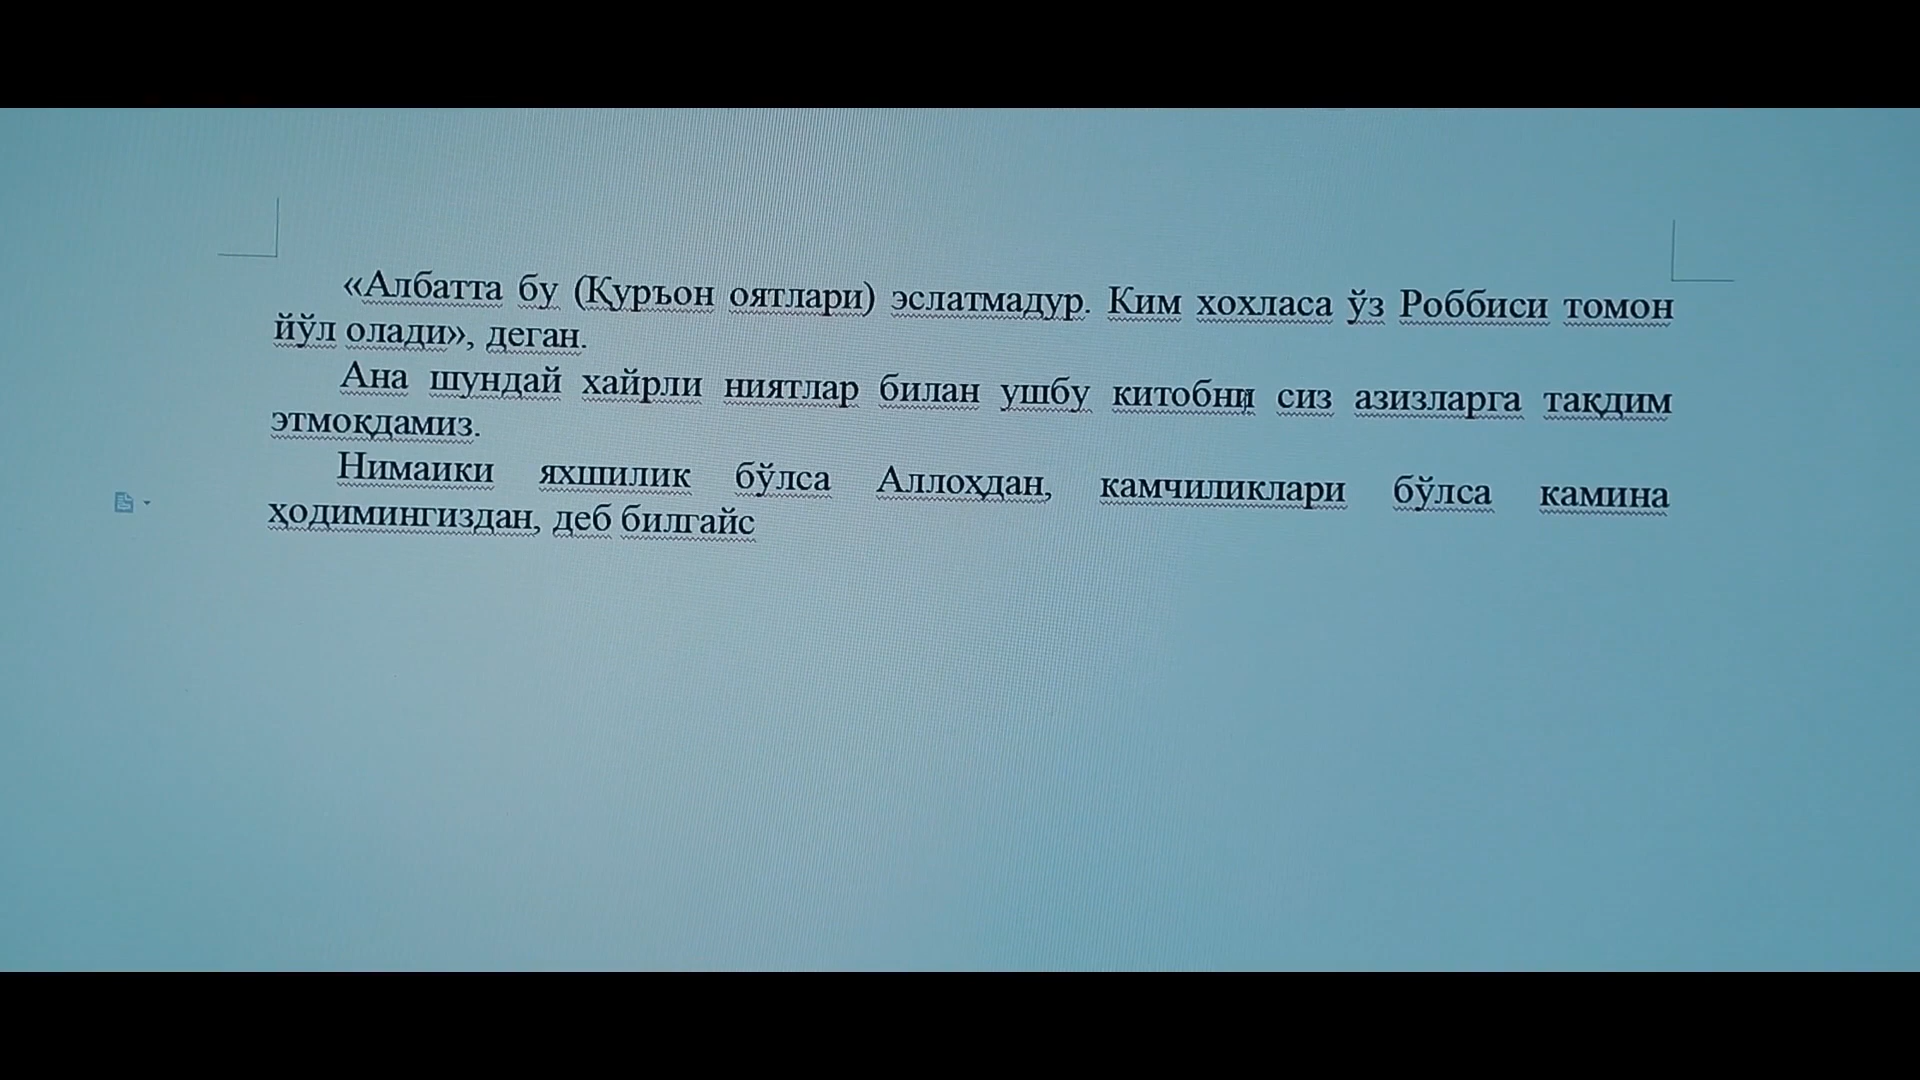 «Албатта бу (Қуръон оятлари) эслатмадур. Ким хохласа ўз Роббиси томон
йўл олади», деган.
Ана шундай хайрли ниятлар билан ушбу китобни сиз азизларга тақдим
этмоқдамиз.
Нимаики яхшилик бўлса Аллоҳдан, камчиликлари бўлса камина
ҳодимингиздан, деб билгайс